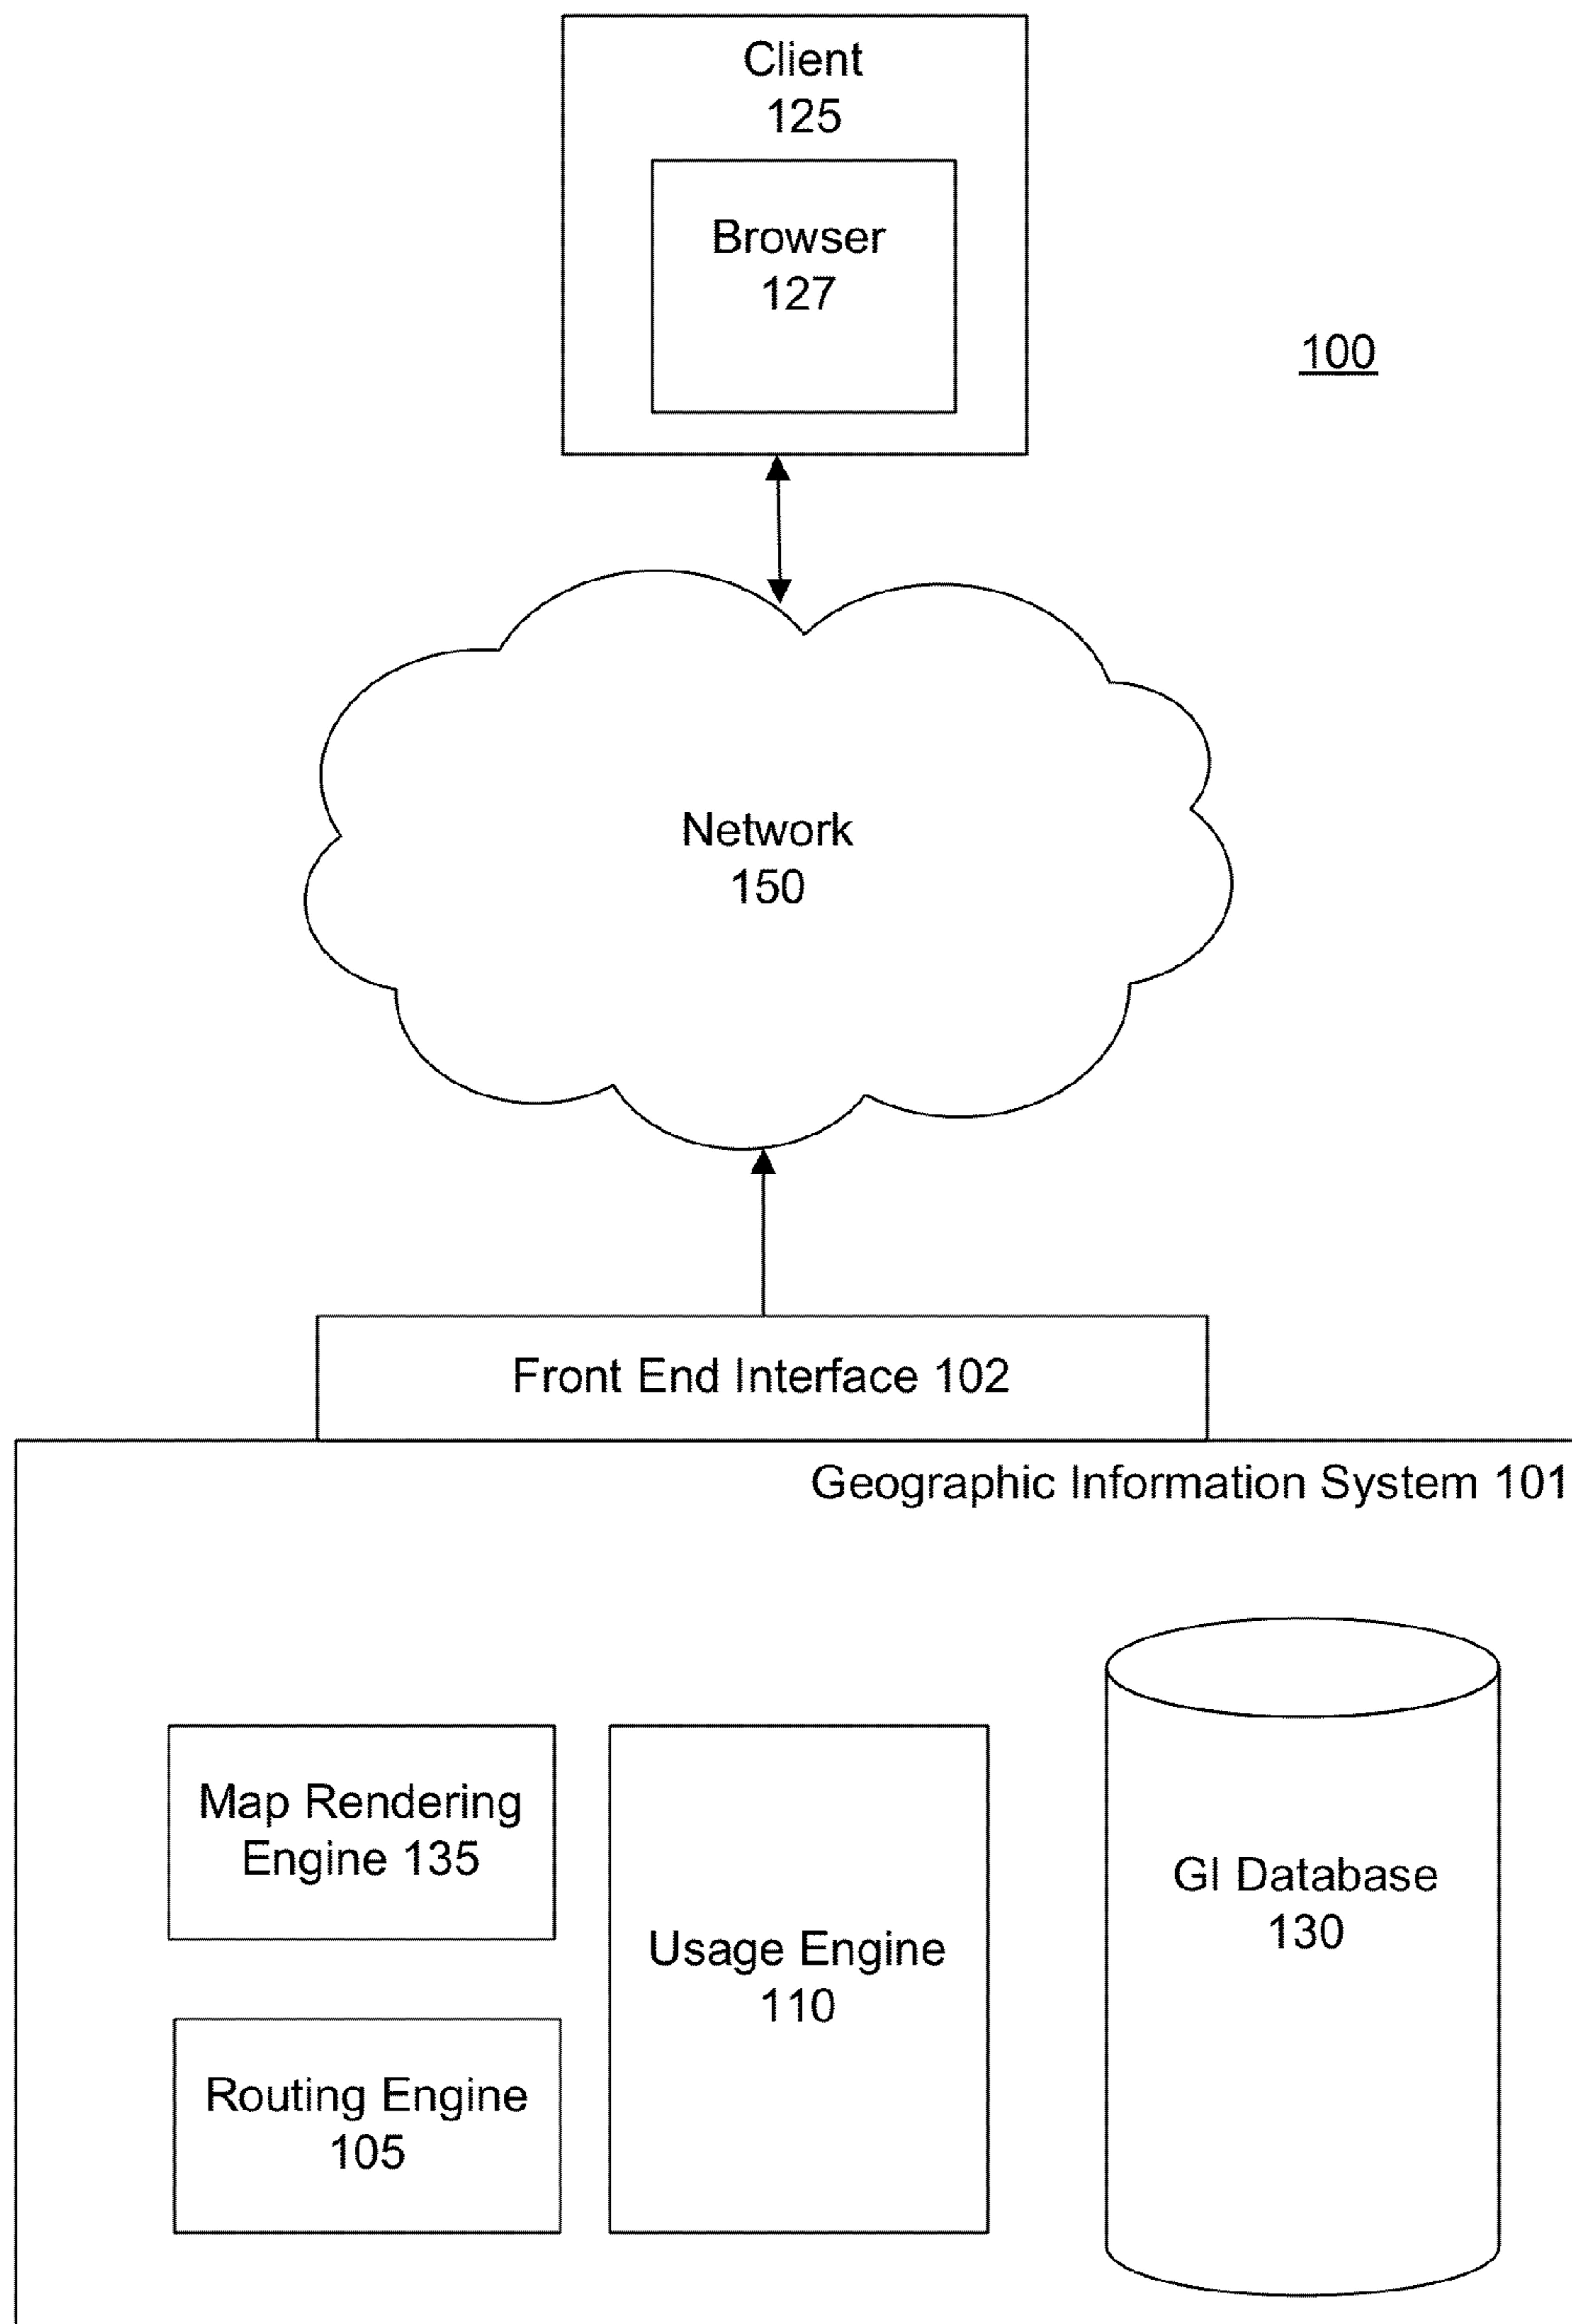 Client
125
Browser
127
100
Network
150
Front End Interface 102
Geographic Information System 101
Map Rendering
Engine 135
Usage Engine
110
GI Database
130
Routing Engine
105